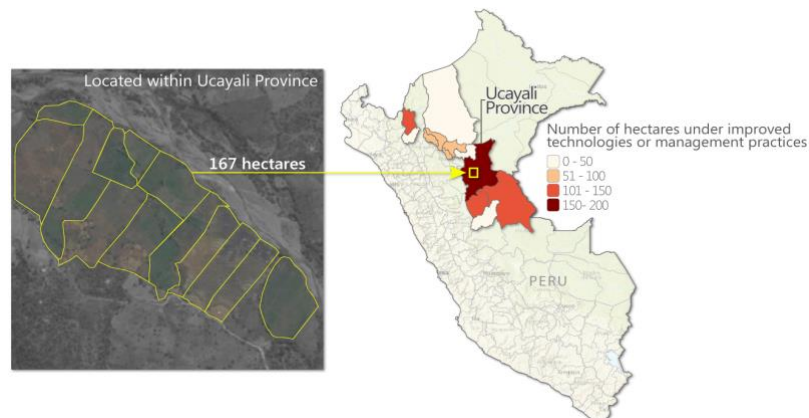 Located within Ucayali Province
167 hectares
Ucayali
Province
Number of hectares under improved
technologies or management practices
0 - 50
51 - 100
101 - 150
150- 200
PERU